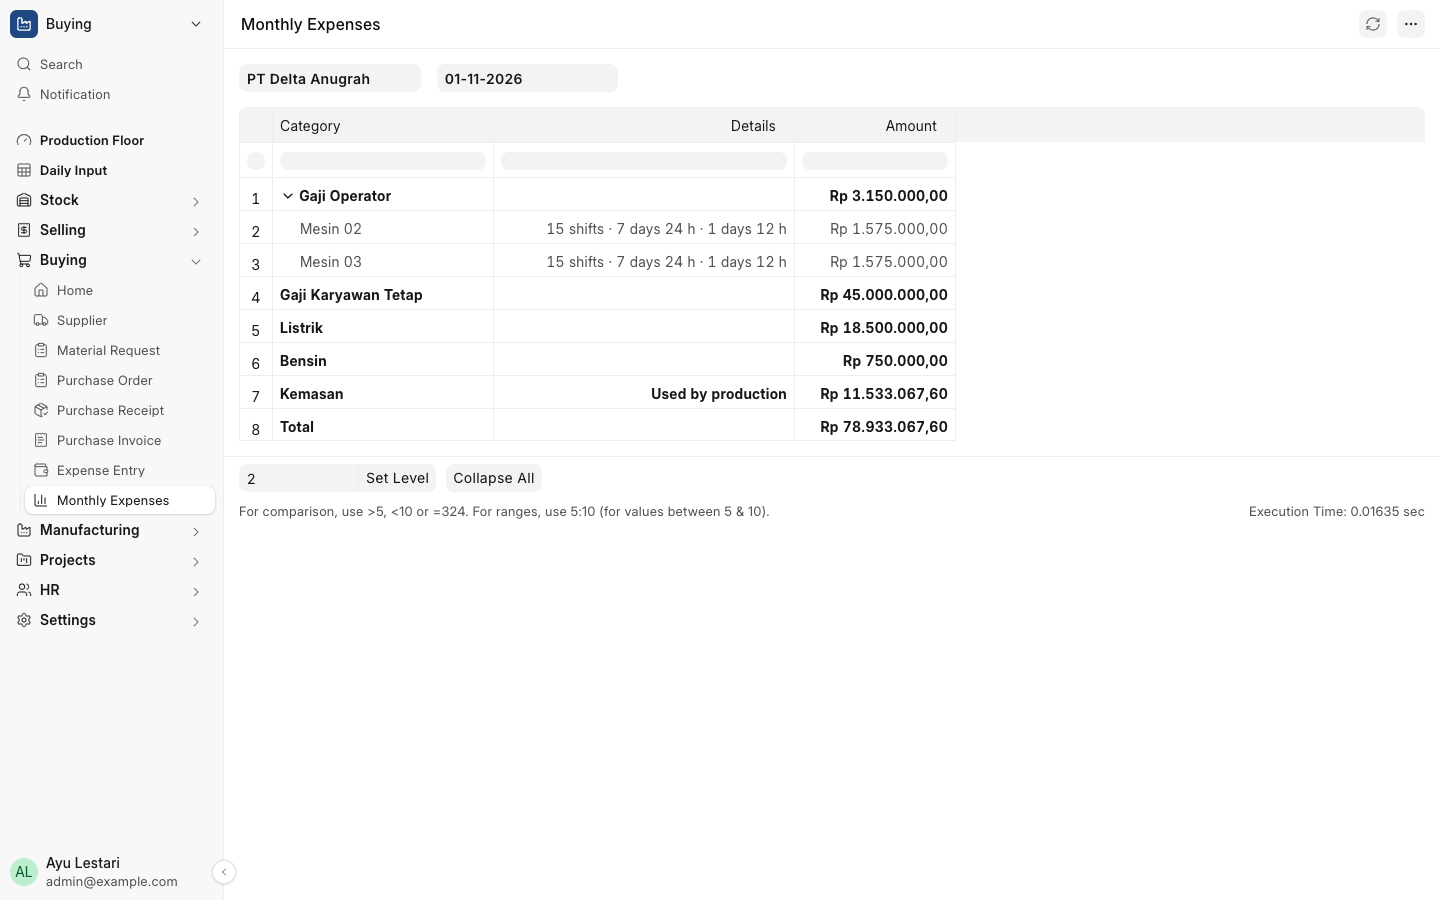 Buying
Search
Notification
Production Floor
Daily Input
Stock
Selling
Buying
Home
Supplier
Material Request
Purchase Order
Purchase Receipt
Purchase Invoice
Expense Entry
Monthly Expenses
Manufacturing
Projects
HR
Settings
AL
Ayu Lestari
admin@example.com
Monthly Expenses
PT Delta Anugrah 01-11-2026
Category Details Amount
1 Gaji Operator Rp 3.150.000,00
2 Mesin 02 15 shifts · 7 days 24 h · 1 days 12 h Rp 1.575.000,00
3 Mesin 03 15 shifts · 7 days 24 h · 1 days 12 h Rp 1.575.000,00
4 Gaji Karyawan Tetap Rp 45.000.000,00
5 Listrik Rp 18.500.000,00
6 Bensin Rp 750.000,00
7 Kemasan Used by production Rp 11.533.067,60
8 Total Rp 78.933.067,60
2 Set Level Collapse All
For comparison, use >5, <10 or =324. For ranges, use 5:10 (for values between 5 & 10). Execution Time: 0.01635 sec